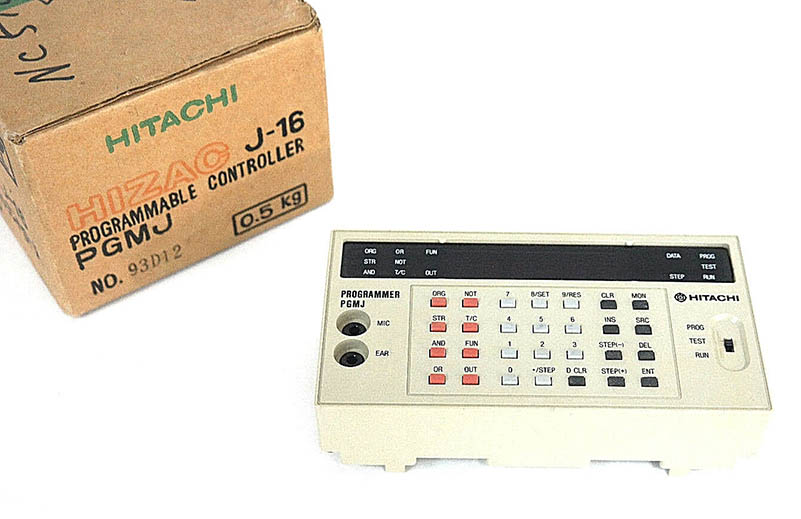 HITACHI
HIZAC J-16
PROGRAMMABLE CONTROLLER
PGMJ
0.5 kg
NO. 93D12
ORG OR FUN
STR NOT
AND T/C OUT
DATA PROG
TEST
STEP RUN
PROGRAMMER
PGMJ
MIC
EAR
ORG NOT 7 8/SET 9/RES CLR MON
STR T/C 4 5 6 INS SRC
AND FUN 1 2 3 STEP(-) DEL
OR OUT 0 •/STEP D CLR STEP(+) ENT
HITACHI
PROG
TEST
RUN